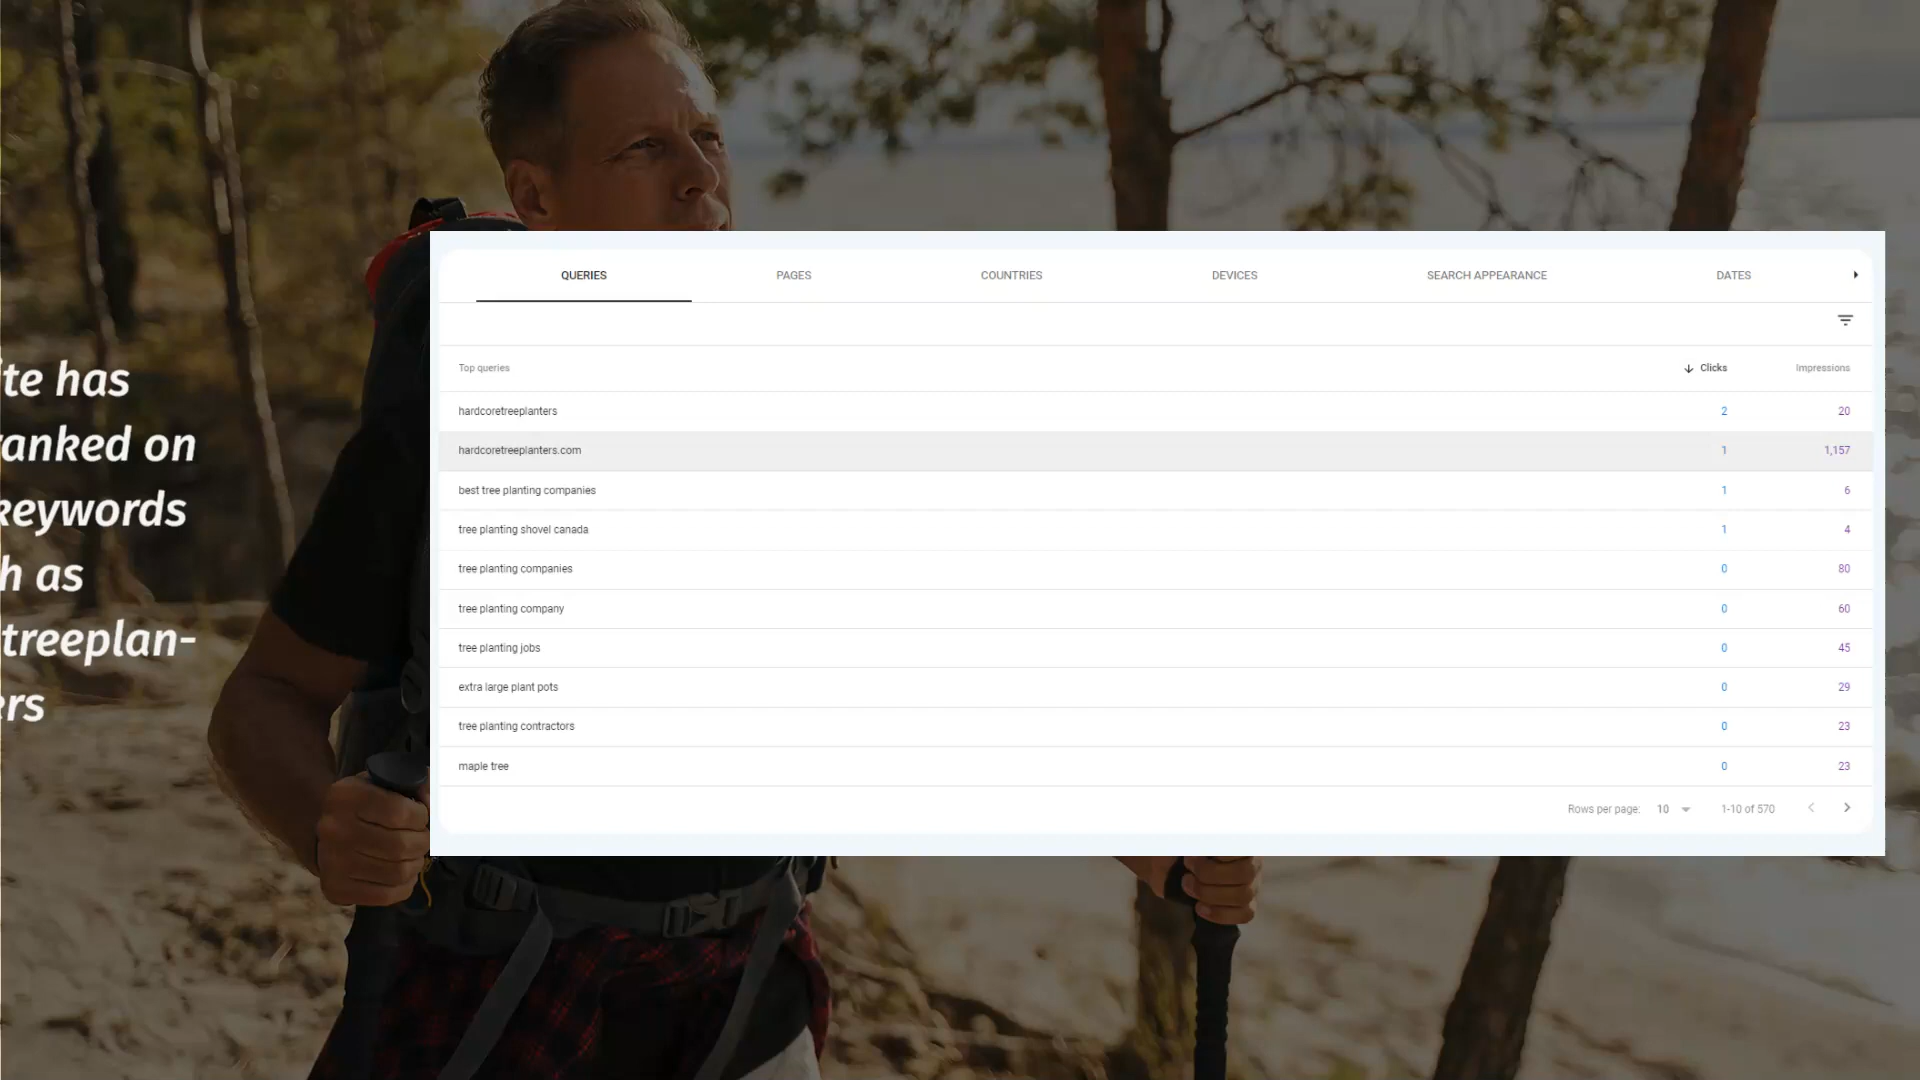 te has
anked on
keywords
h as
treeplan-
ers
QUERIES PAGES COUNTRIES DEVICES SEARCH APPEARANCE DATES
Top queries Clicks Impressions
hardcoretreeplanters 2 20
hardcoretreeplanters.com 1 1,157
best tree planting companies 1 6
tree planting shovel canada 1 4
tree planting companies 0 80
tree planting company 0 60
tree planting jobs 0 45
extra large plant pots 0 29
tree planting contractors 0 23
maple tree 0 23
Rows per page: 10 1-10 of 570